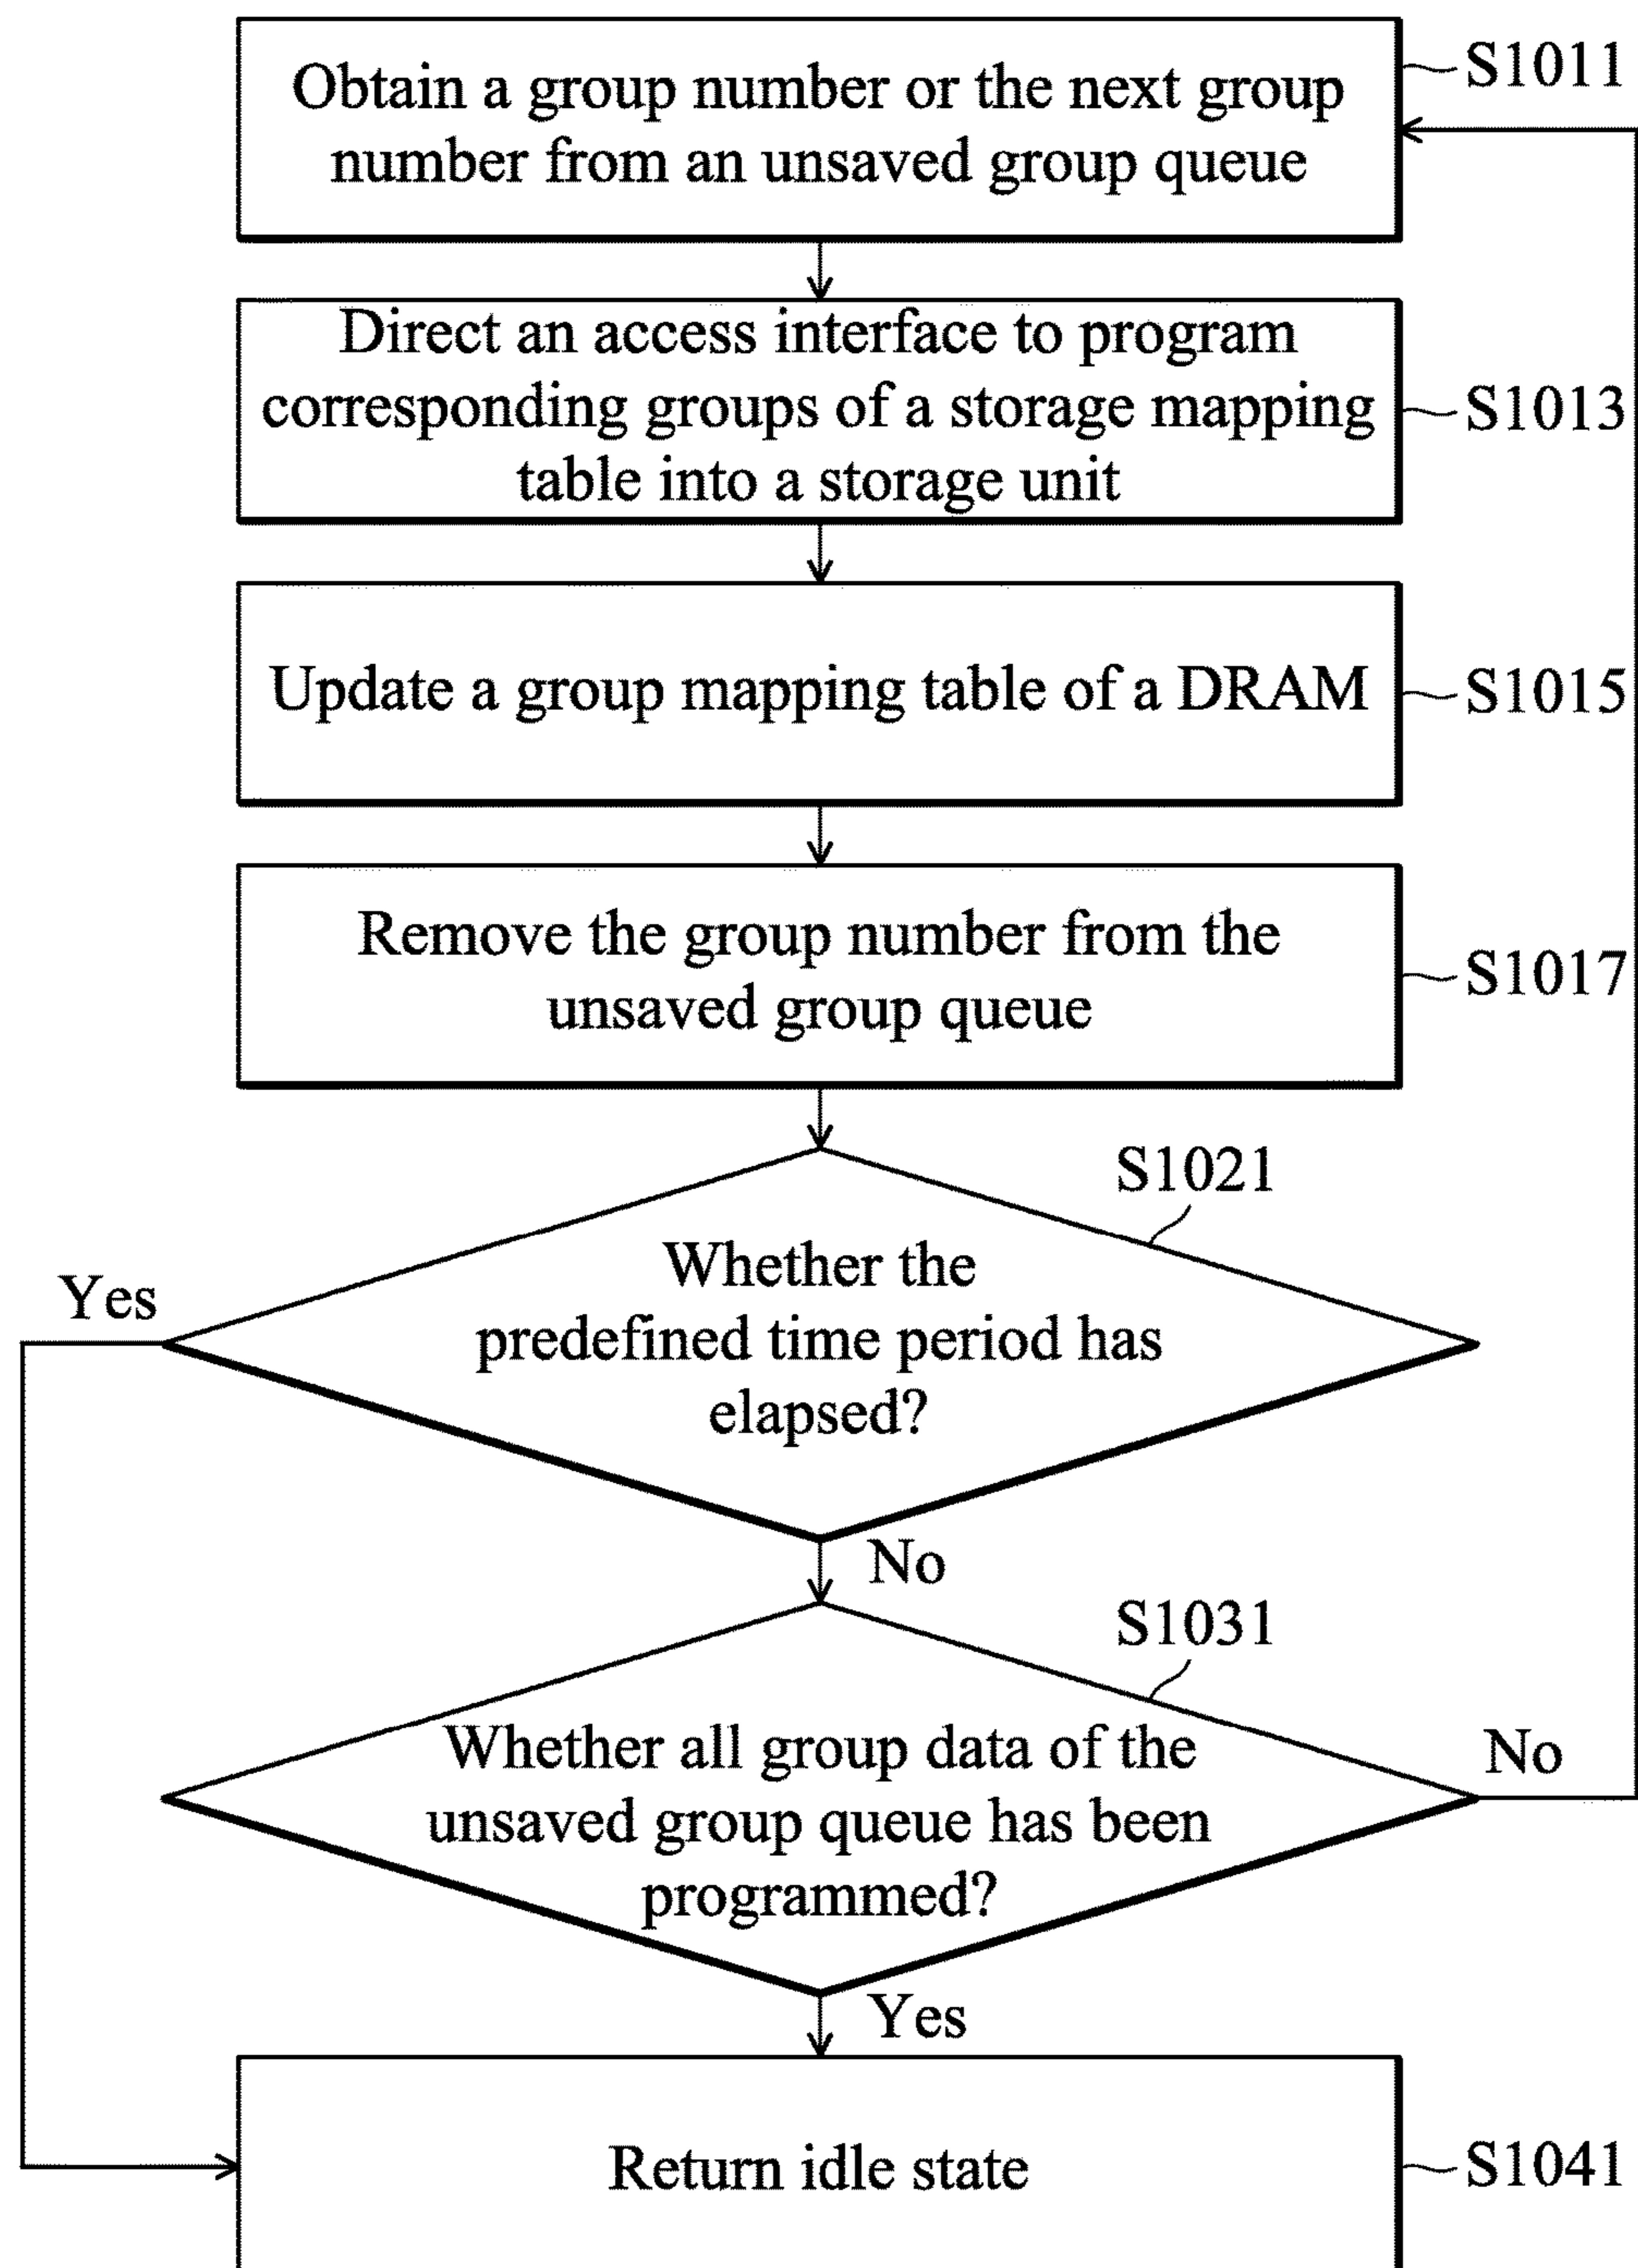 Obtain a group number or the next group
number from an unsaved group queue
S1011
Direct an access interface to program
corresponding groups of a storage mapping
table into a storage unit
S1013
Update a group mapping table of a DRAM
S1015
Remove the group number from the
unsaved group queue
S1017
S1021
Whether the
predefined time period has
elapsed?
Yes
No
S1031
Whether all group data of the
unsaved group queue has been
programmed?
No
Yes
Return idle state
S1041